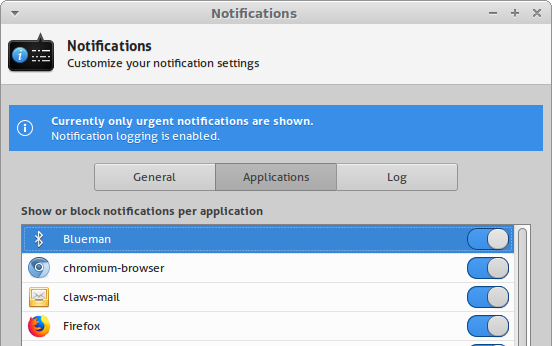 Notifications
Notifications
Customize your notification settings
Currently only urgent notifications are shown.
Notification logging is enabled.
General Applications Log
Show or block notifications per application
Blueman
chromium-browser
claws-mail
Firefox